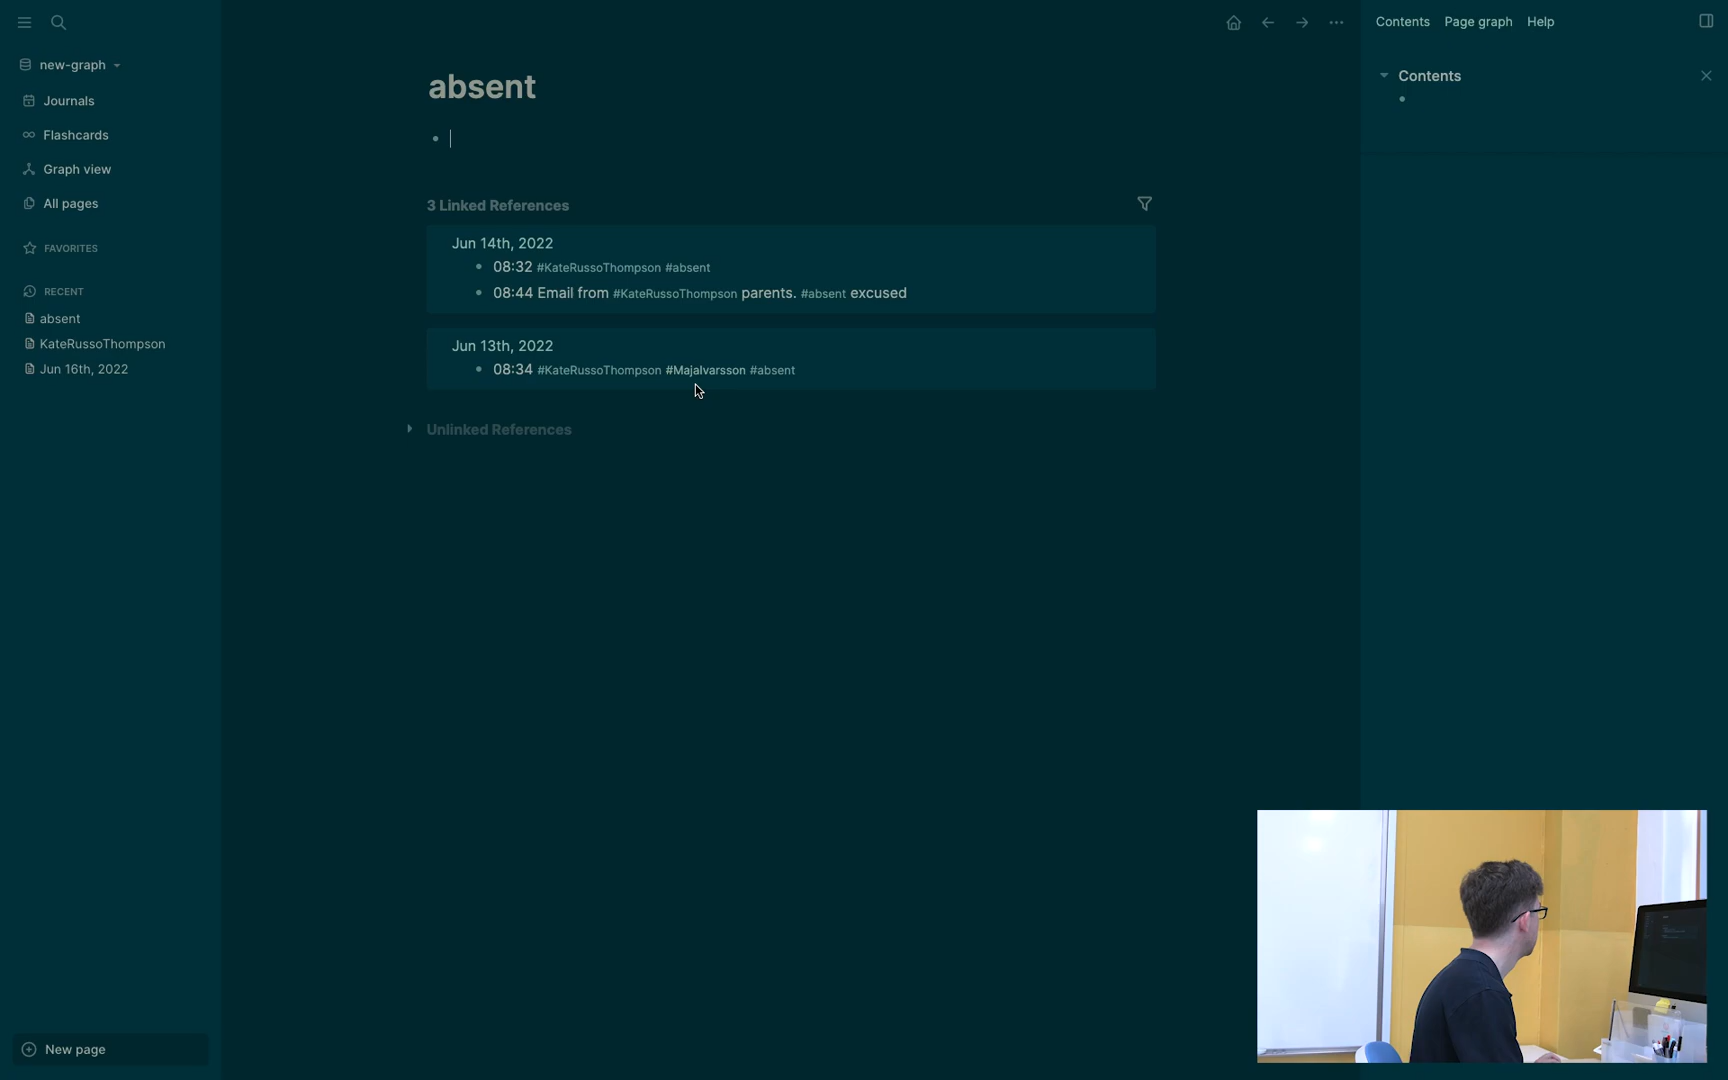 new-graph
Journals
Flashcards
Graph view
All pages
FAVORITES
RECENT
absent
KateRussoThompson
Jun 16th, 2022
New page
absent
3 Linked References
Jun 14th, 2022
08:32 #KateRussoThompson #absent
08:44 Email from #KateRussoThompson parents. #absent excused
Jun 13th, 2022
08:34 #KateRussoThompson #MajaIvarsson #absent
Unlinked References
Contents Page graph Help
Contents